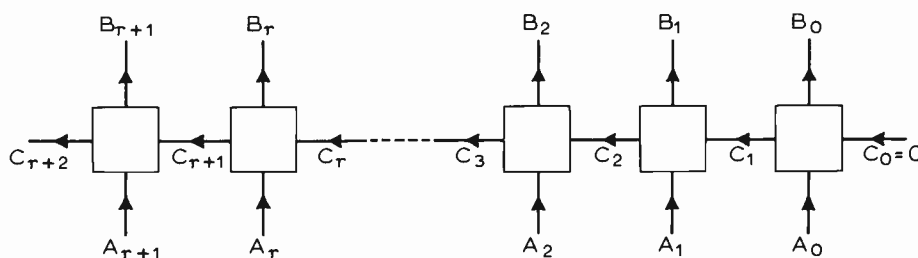 B_{r+1} B_r B_2 B_1 B_0
C_{r+2} C_{r+1} C_r C_3 C_2 C_1 C_0=0
A_{r+1} A_r A_2 A_1 A_0